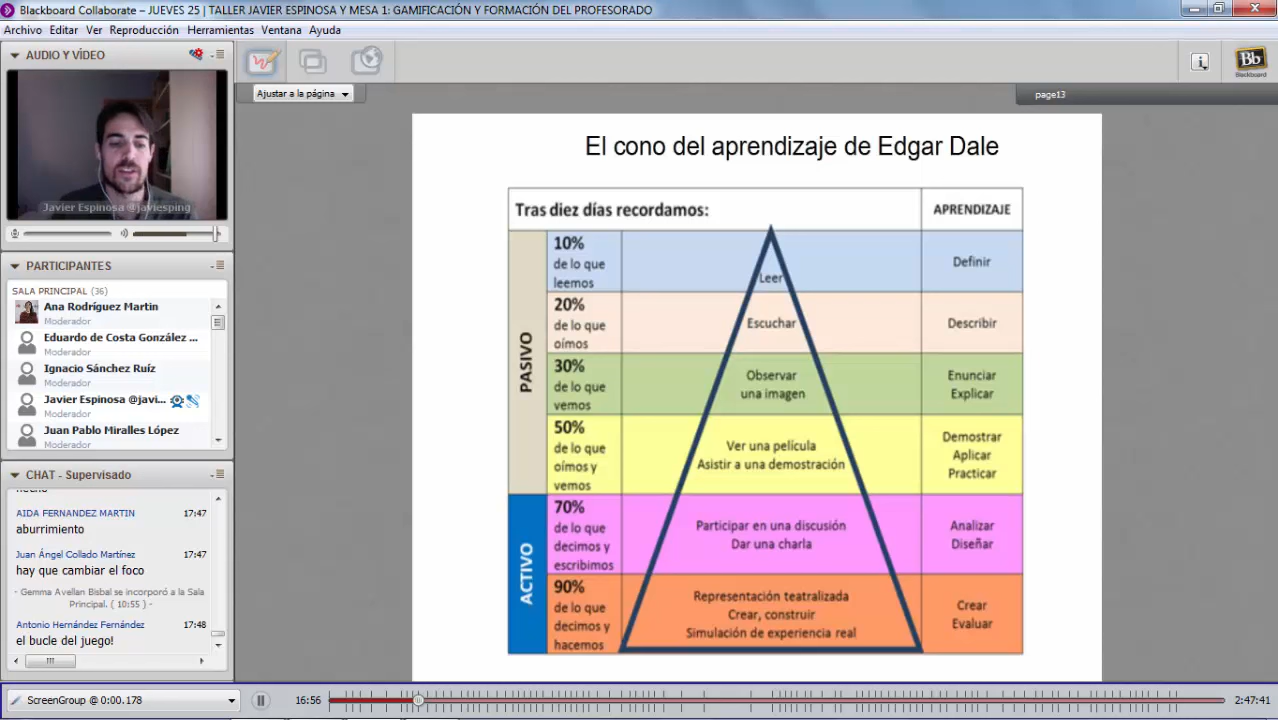 Blackboard Collaborate – JUEVES 25 | TALLER JAVIER ESPINOSA Y MESA 1: GAMIFICACIÓN Y FORMACIÓN DEL PROFESORADO
Archivo Editar Ver Reproducción Herramientas Ventana Ayuda
AUDIO Y VÍDEO
Javier Espinosa @javiesping
PARTICIPANTES
SALA PRINCIPAL (36)
Ana Rodríguez Martin
Moderador
Eduardo de Costa González ...
Moderador
Ignacio Sánchez Ruíz
Moderador
Javier Espinosa @javi...
Moderador
Juan Pablo Miralles López
Moderador
CHAT - Supervisado
AIDA FERNANDEZ MARTIN 17:47
aburrimiento
Juan Ángel Collado Martínez 17:47
hay que cambiar el foco
- Gemma Avellan Bisbal se incorporó a la Sala
Principal. ( 10:55 ) -
Antonio Hernández Fernández 17:48
el bucle del juego!
Ajustar a la página
i
Bb
Blackboard
page13
El cono del aprendizaje de Edgar Dale
Tras diez días recordamos:
APRENDIZAJE
PASIVO
10%
de lo que
leemos
Leer
Definir
20%
de lo que
oímos
Escuchar
Describir
30%
de lo que
vemos
Observar
una imagen
Enunciar
Explicar
50%
de lo que
oímos y
vemos
Ver una película
Asistir a una demostración
Demostrar
Aplicar
Practicar
ACTIVO
70%
de lo que
decimos y
escribimos
Participar en una discusión
Dar una charla
Analizar
Diseñar
90%
de lo que
decimos y
hacemos
Representación teatralizada
Crear, construir
Simulación de experiencia real
Crear
Evaluar
ScreenGroup @ 0:00.178
16:56
2:47:41